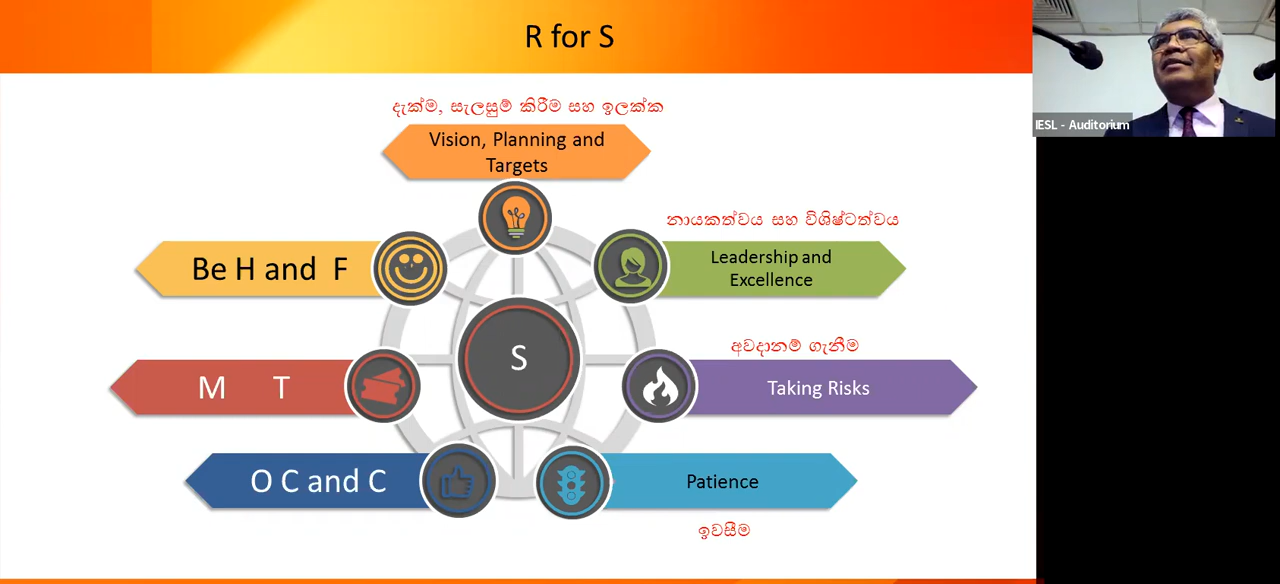 R for S
IESL - Auditorium
දැක්ම, සැලසුම් කිරීම සහ ඉලක්ක
Vision, Planning and
Targets
නායකත්වය සහ විශිෂ්ටත්වය
Be H and F
Leadership and
Excellence
අවදානම් ගැනීම
S
M T
Taking Risks
O C and C
Patience
ඉවසීම